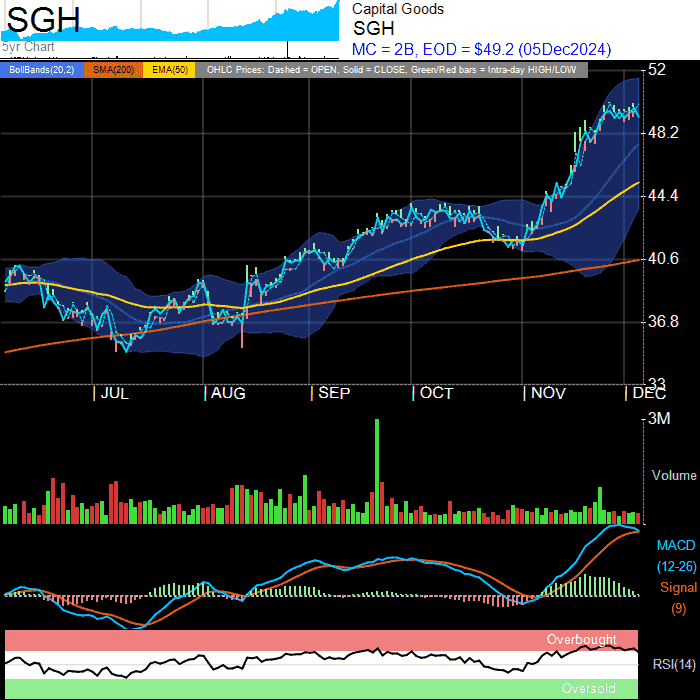 SGH
5yr Chart
Capital Goods
SGH
MC = 2B, EOD = $49.2 (05Dec2024)
BollBands(20,2) SMA(200) EMA(50) OHLC Prices: Dashed = OPEN, Solid = CLOSE, Green/Red bars = Intra-day HIGH/LOW
52
48.2
44.4
40.6
36.8
33
JUL AUG SEP OCT NOV DEC
3M
Volume
MACD
(12-26)
Signal
(9)
Overbought
RSI(14)
Oversold